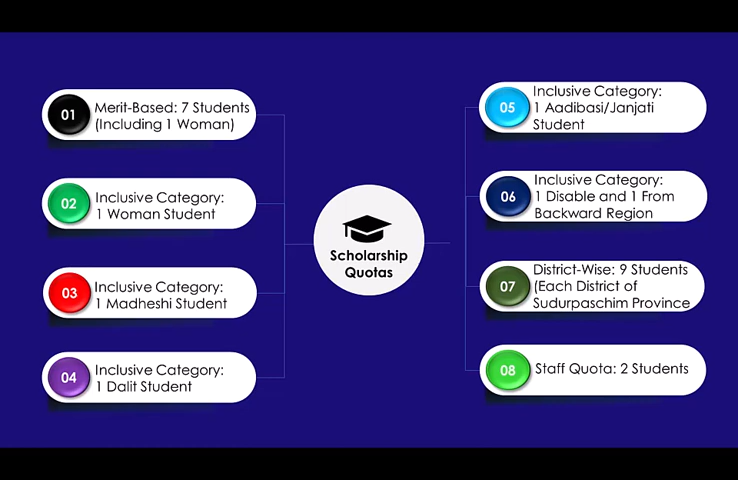 01
Merit-Based: 7 Students
(Including 1 Woman)
02
Inclusive Category:
1 Woman Student
03
Inclusive Category:
1 Madheshi Student
04
Inclusive Category:
1 Dalit Student
Scholarship
Quotas
05
Inclusive Category:
1 Aadibasi/Janjati
Student
06
Inclusive Category:
1 Disable and 1 From
Backward Region
07
District-Wise: 9 Students
(Each District of
Sudurpaschim Province
08
Staff Quota: 2 Students